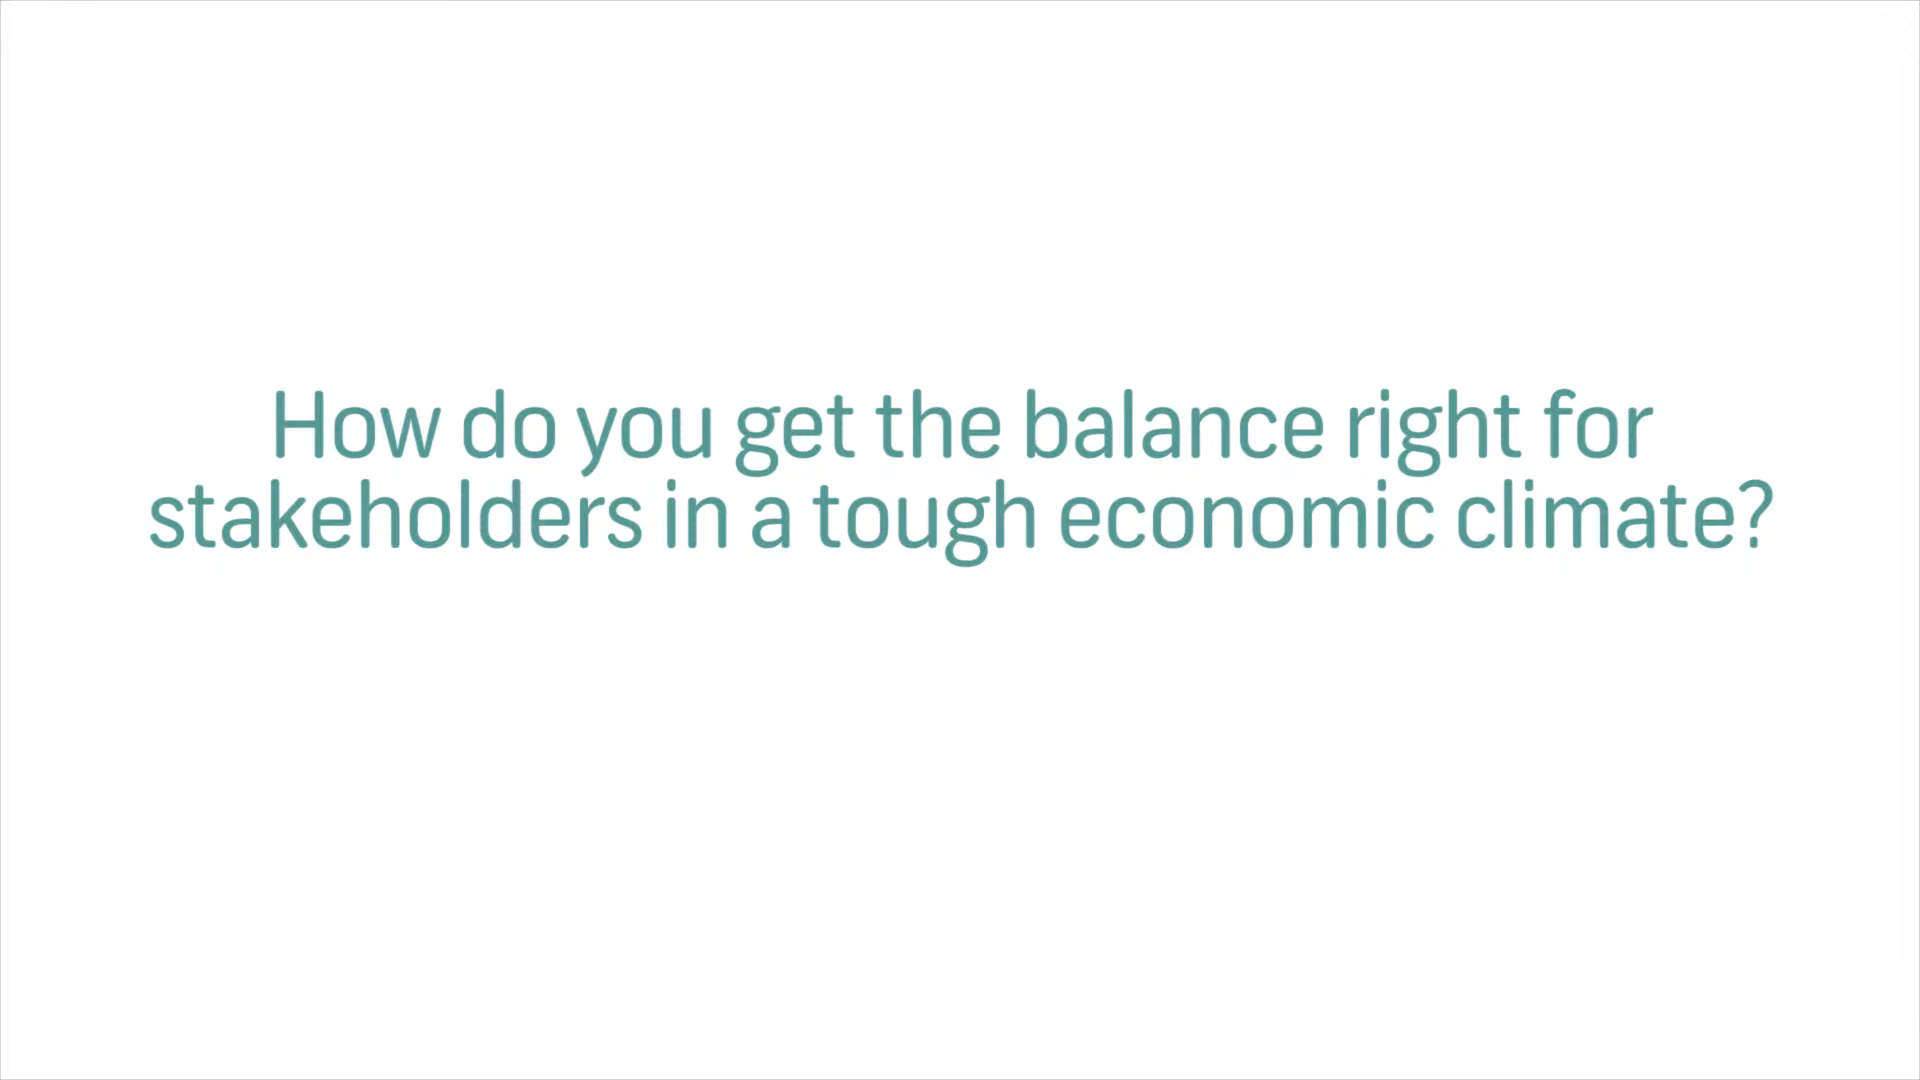 How do you get the balance right for
stakeholders in a tough economic climate?